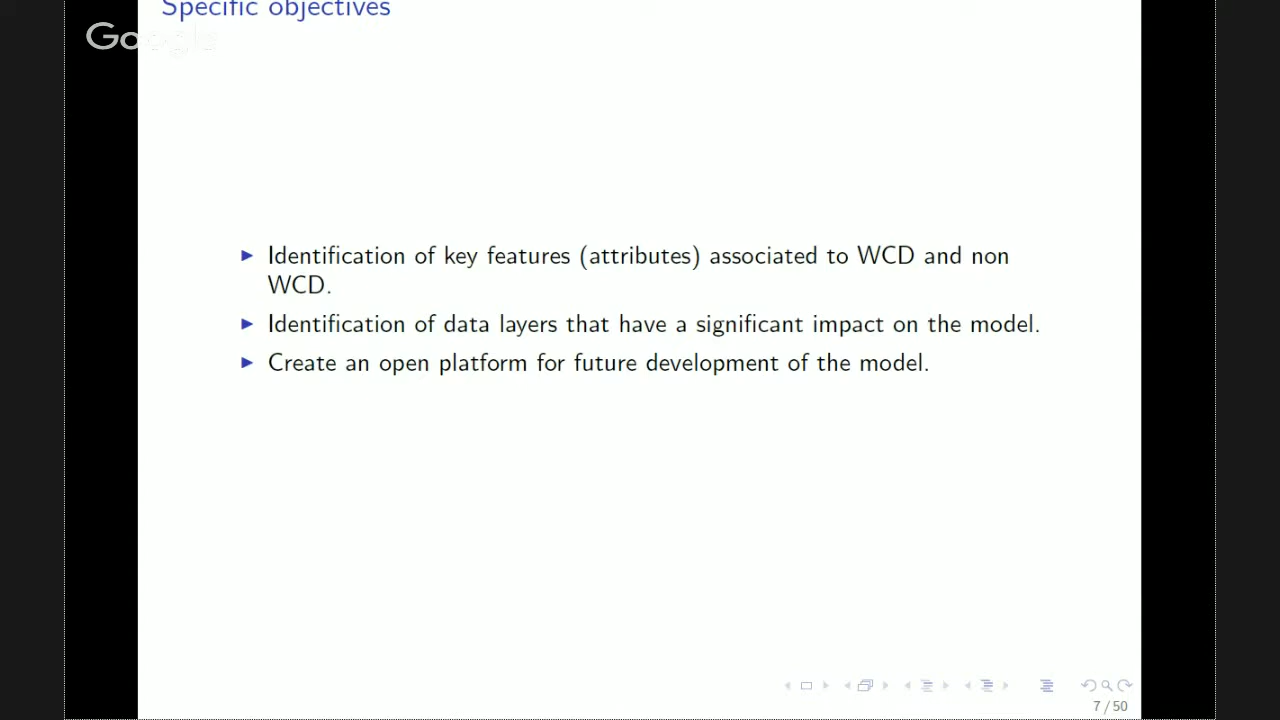 Specific objectives
Google
Identification of key features (attributes) associated to WCD and non
WCD.
Identification of data layers that have a significant impact on the model.
Create an open platform for future development of the model.
7 / 50